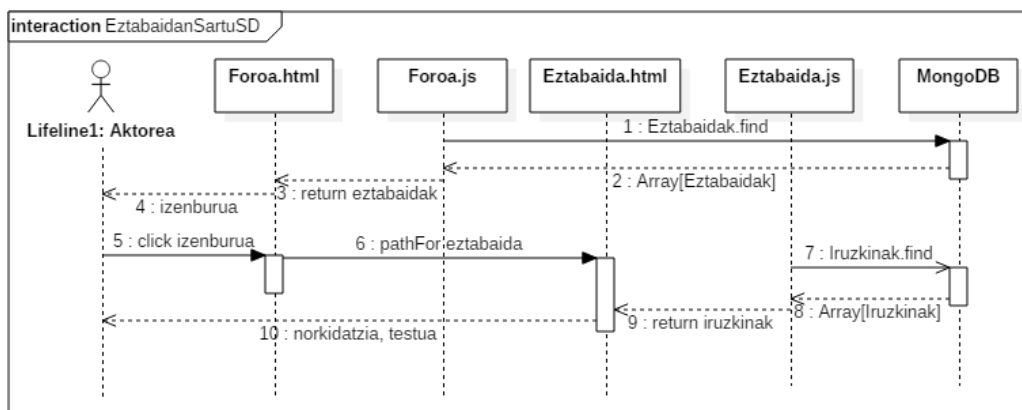 interaction EztabaidanSartuSD
Foroa.html
Foroa.js
Eztabaida.html
Eztabaida.js
MongoDB
Lifeline1: Aktorea
1 : Eztabaidak.find
2 : Array[Eztabaidak]
3 : return eztabaidak
4 : izenburua
5 : click izenburua
6 : pathFor eztabaida
7 : Iruzkinak.find
8 : Array[Iruzkinak]
9 : return iruzkinak
10 : norkidatzia, testua